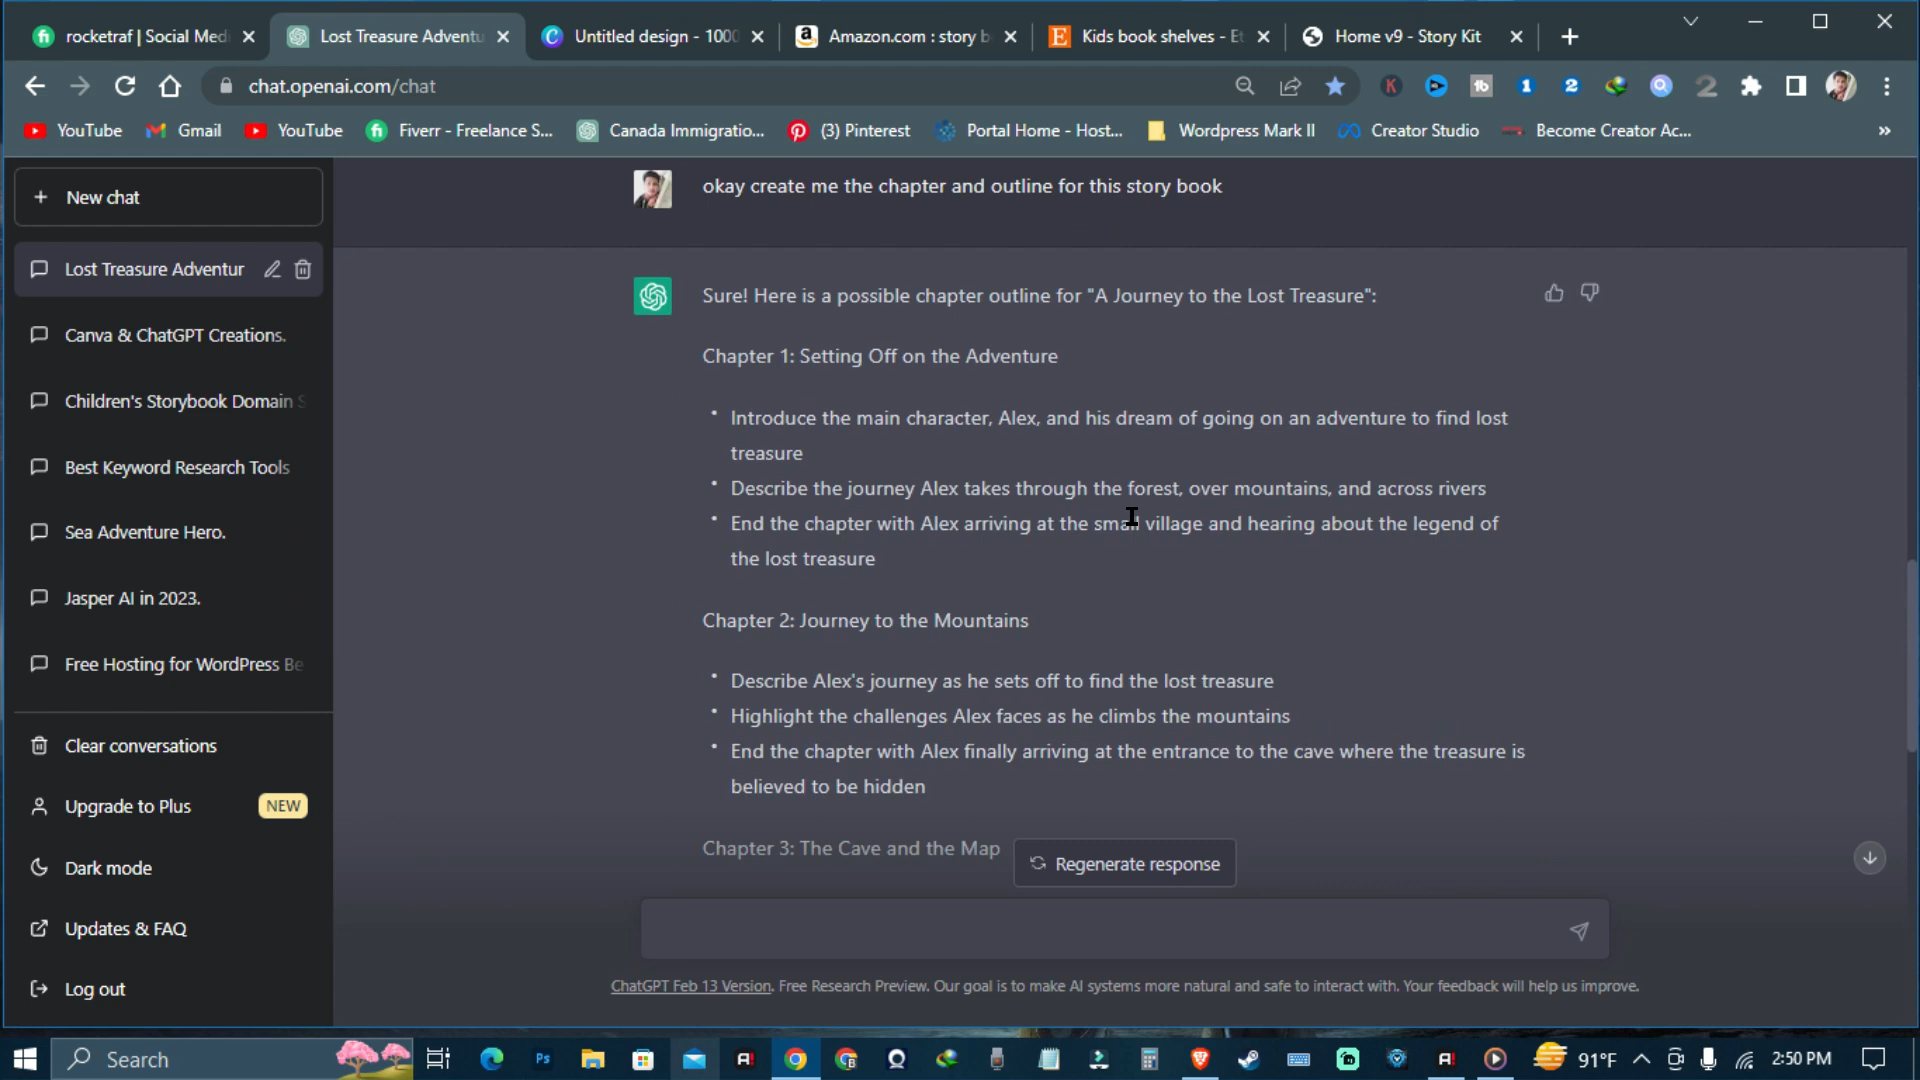 rocketraf | Social Med
Lost Treasure Adventu
Untitled design - 1000
Amazon.com : story b
Kids book shelves - Et
Home v9 - Story Kit
chat.openai.com/chat
YouTube
Gmail
YouTube
Fiverr - Freelance S...
Canada Immigratio...
(3) Pinterest
Portal Home - Host...
Wordpress Mark II
Creator Studio
Become Creator Ac...
New chat
Lost Treasure Adventur
Canva & ChatGPT Creations.
Children's Storybook Domain S
Best Keyword Research Tools
Sea Adventure Hero.
Jasper AI in 2023.
Free Hosting for WordPress Be
Clear conversations
Upgrade to Plus
NEW
Dark mode
Updates & FAQ
Log out
okay create me the chapter and outline for this story book
Sure! Here is a possible chapter outline for "A Journey to the Lost Treasure":
Chapter 1: Setting Off on the Adventure
• Introduce the main character, Alex, and his dream of going on an adventure to find lost
treasure
• Describe the journey Alex takes through the forest, over mountains, and across rivers
• End the chapter with Alex arriving at the small village and hearing about the legend of
the lost treasure
Chapter 2: Journey to the Mountains
• Describe Alex's journey as he sets off to find the lost treasure
• Highlight the challenges Alex faces as he climbs the mountains
• End the chapter with Alex finally arriving at the entrance to the cave where the treasure is
believed to be hidden
Chapter 3: The Cave and the Map
Regenerate response
ChatGPT Feb 13 Version. Free Research Preview. Our goal is to make AI systems more natural and safe to interact with. Your feedback will help us improve.
Search
91°F
2:50 PM